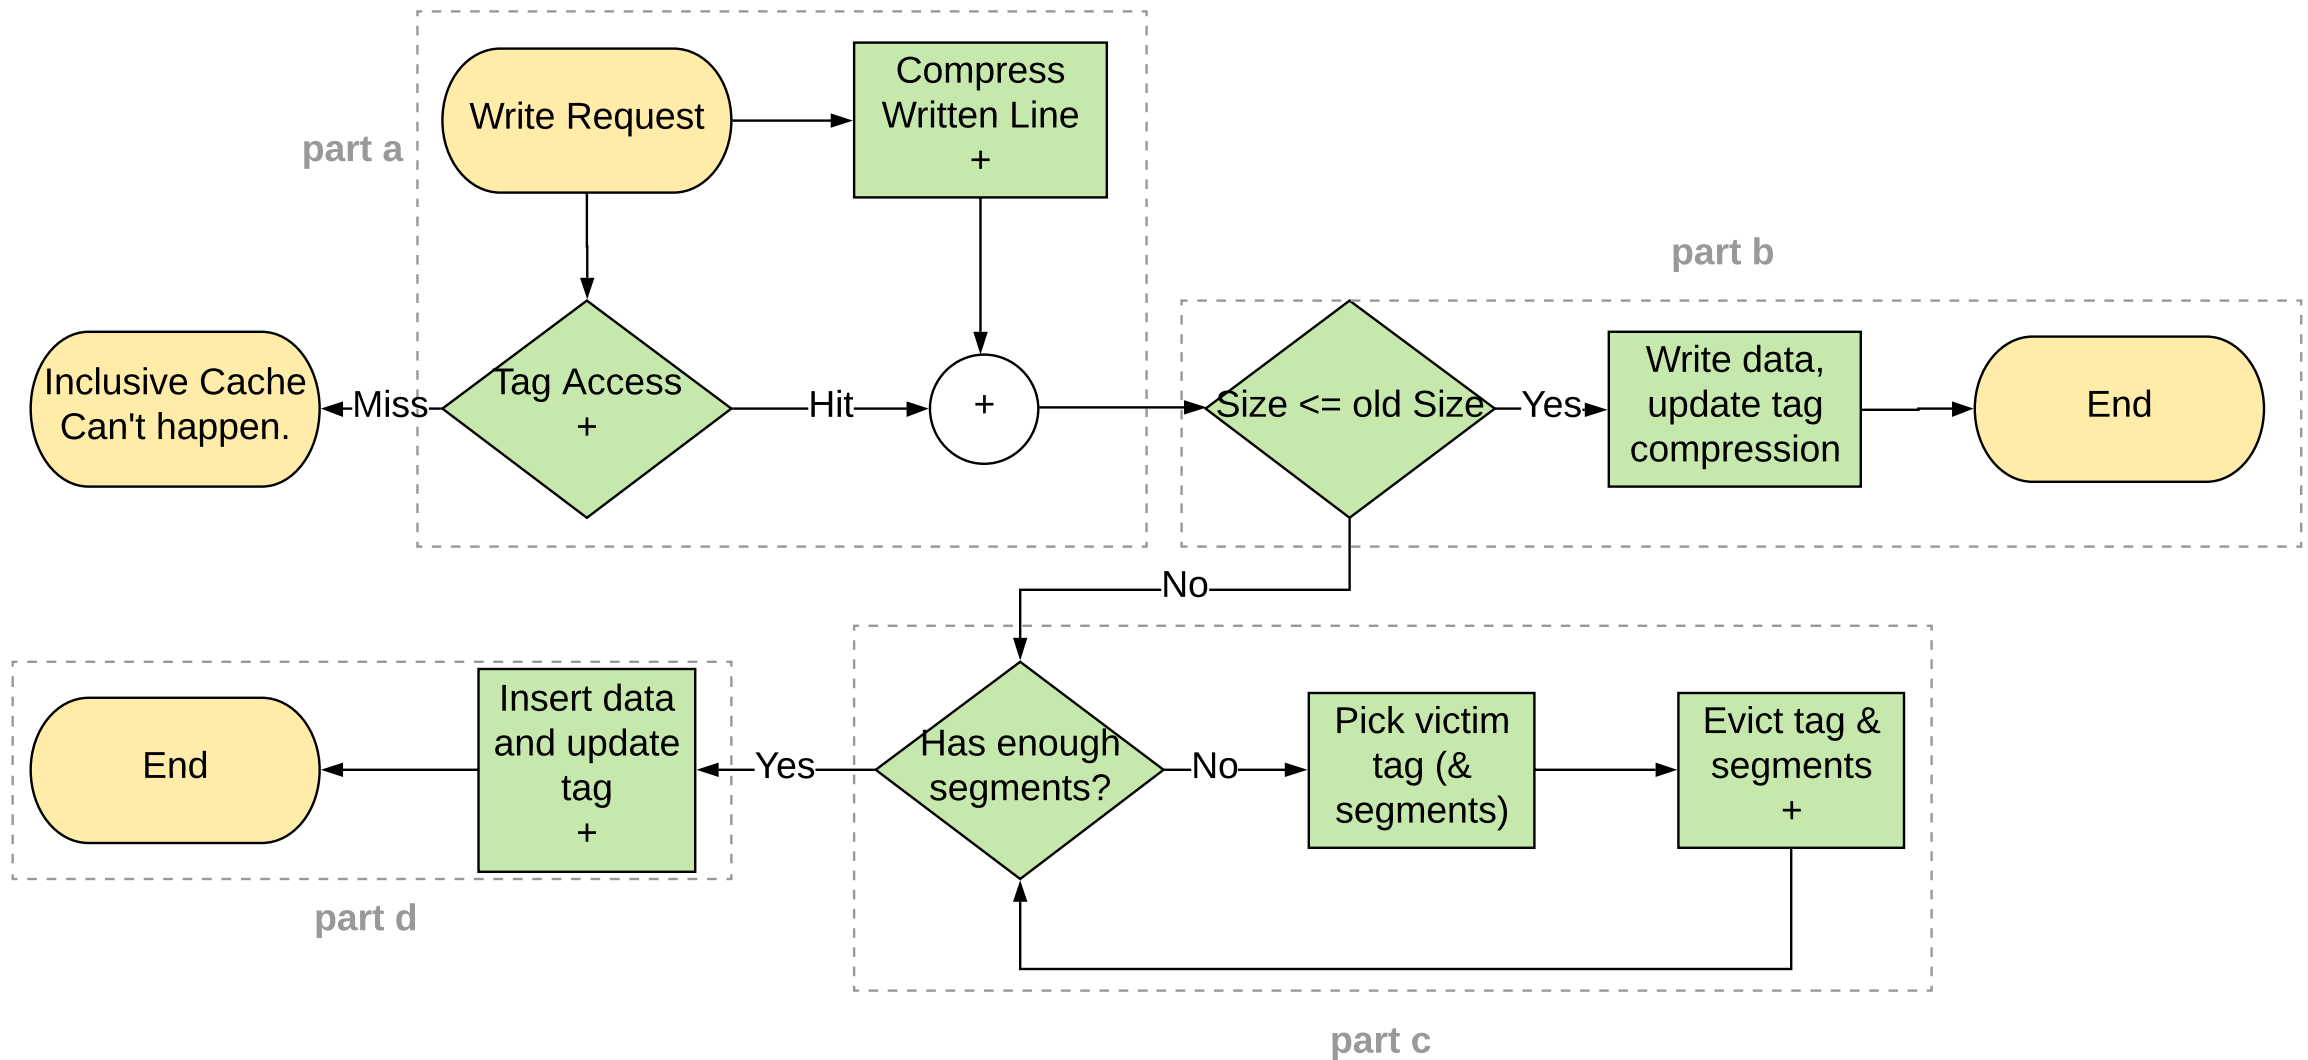 part a
Write Request
Compress
Written Line
+
Inclusive Cache
Can't happen.
Miss
Tag Access
+
Hit
+
part b
Size <= old Size
Yes
Write data,
update tag
compression
End
No
End
Insert data
and update
tag
+
Yes
Has enough
segments?
No
Pick victim
tag (&
segments)
Evict tag &
segments
+
part d
part c